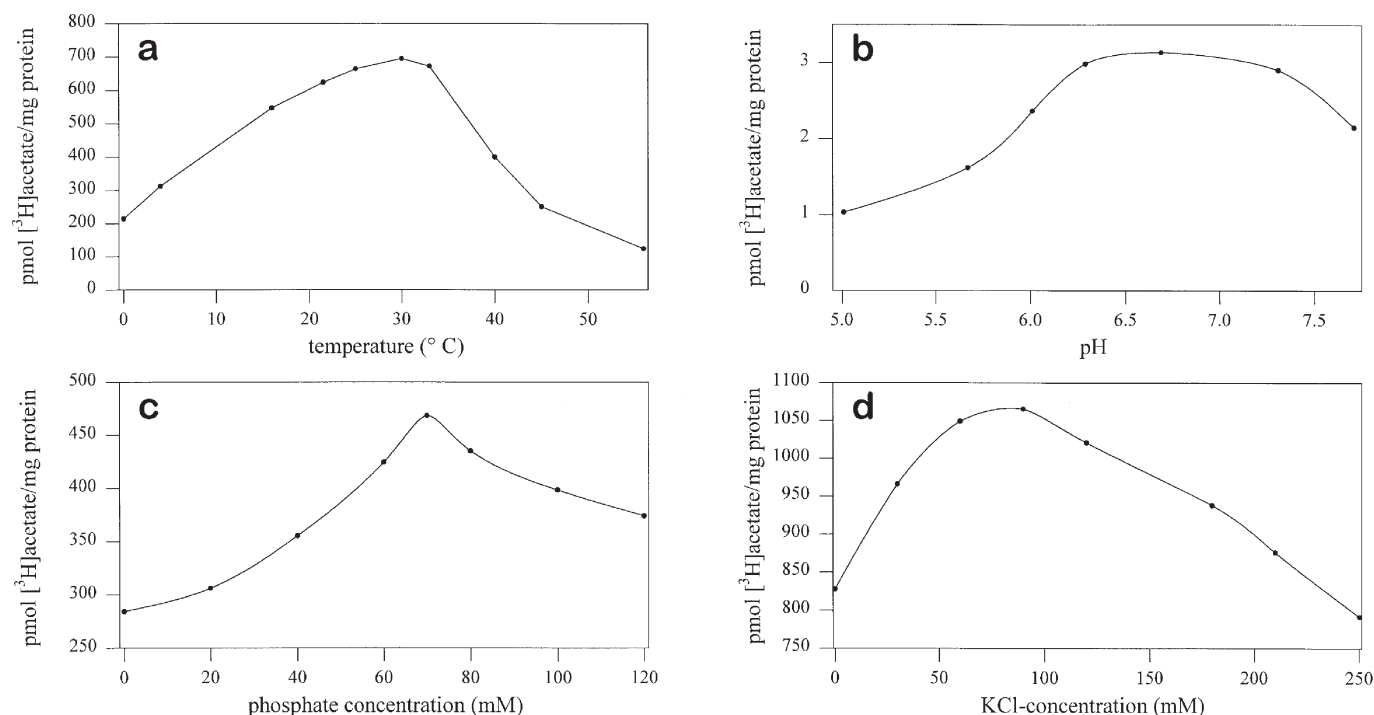 a
pmol [³H]acetate/mg protein
800
700
600
500
400
300
200
100
0
0 10 20 30 40 50
temperature (° C)
b
pmol [³H]acetate/mg protein
3
2
1
0
5.0 5.5 6.0 6.5 7.0 7.5
pH
c
pmol [³H]acetate/mg protein
500
450
400
350
300
250
0 20 40 60 80 100 120
phosphate concentration (mM)
d
pmol [³H]acetate/mg protein
1100
1050
1000
950
900
850
800
750
0 50 100 150 200 250
KCl-concentration (mM)